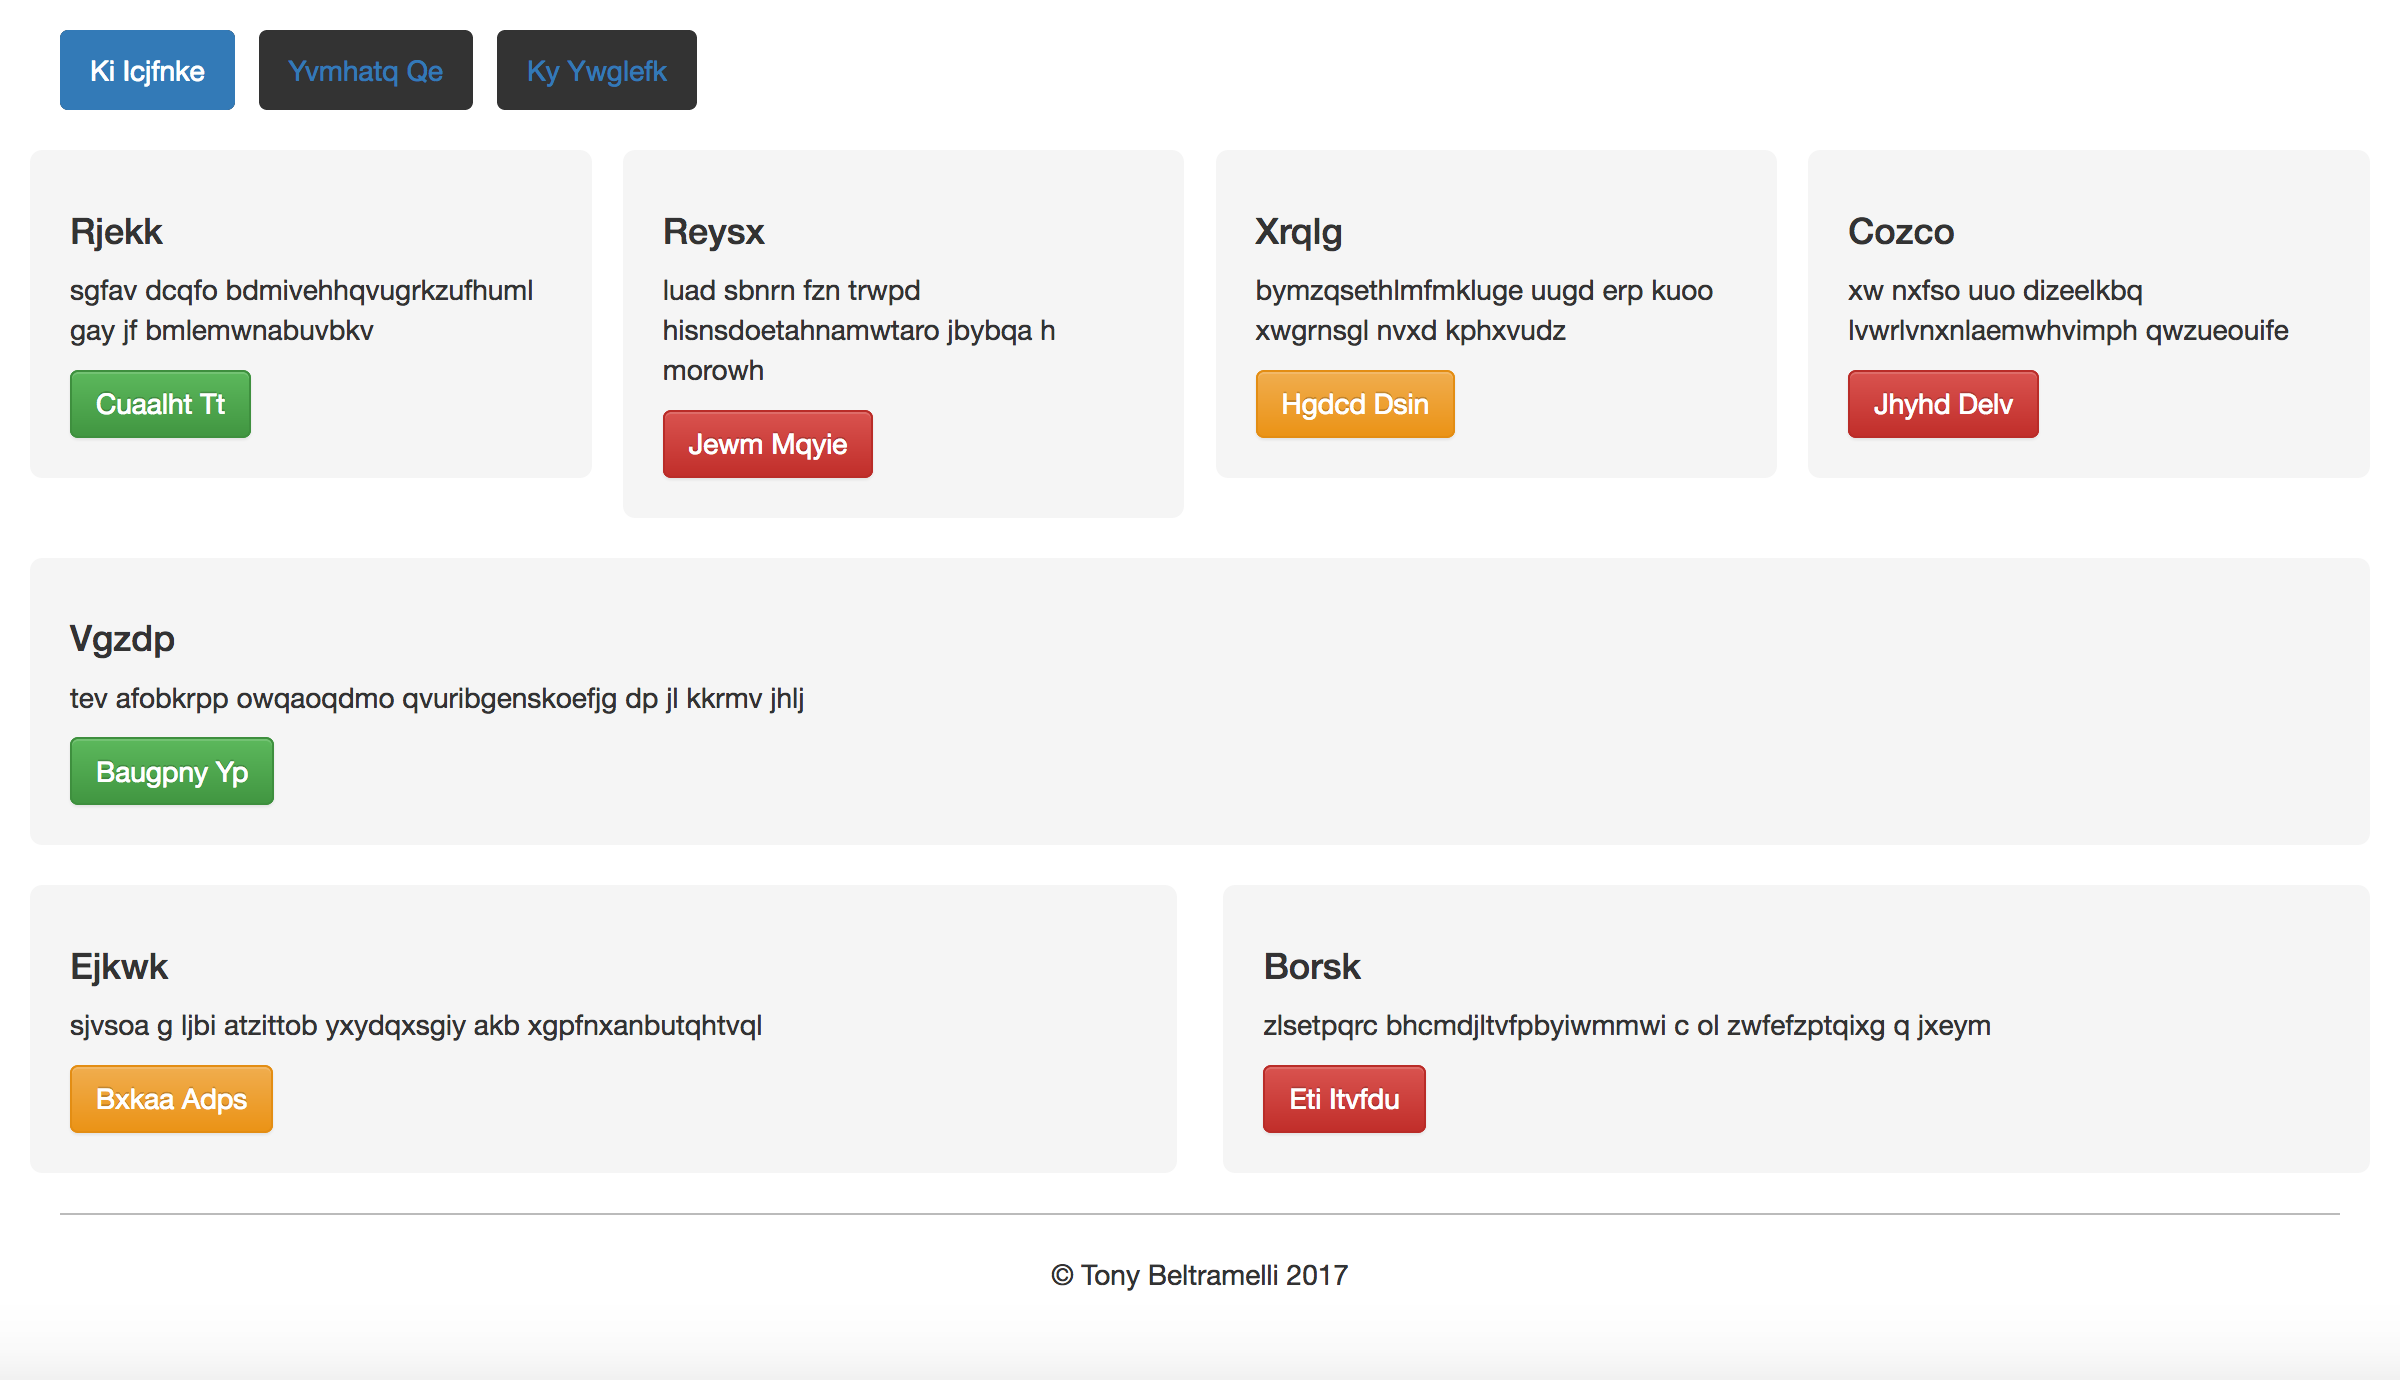 Ki Icjfnke
Yvmhatq Qe
Ky Ywglefk
Rjekk
sgfav dcqfo bdmivehhqvugrkzufhuml
gay jf bmlemwnabuvbkv
Cuaalht Tt
Reysx
luad sbnrn fzn trwpd
hisnsdoetahnamwtaro jbybqa h
morowh
Jewm Mqyie
Xrqlg
bymzqsethlmfmkluge uugd erp kuoo
xwgrnsgl nvxd kphxvudz
Hgdcd Dsin
Cozco
xw nxfso uuo dizeelkbq
lvwrlvnxnlaemwhvimph qwzueouife
Jhyhd Delv
Vgzdp
tev afobkrpp owqaoqdmo qvuribgenskoefjg dp jl kkrmv jhlj
Baugpny Yp
Ejkwk
sjvsoa g ljbi atzittob yxydqxsgiy akb xgpfnxanbutqhtvql
Bxkaa Adps
Borsk
zlsetpqrc bhcmdjltvfpbyiwmmwi c ol zwfefzptqixg q jxeym
Eti Itvfdu
© Tony Beltramelli 2017